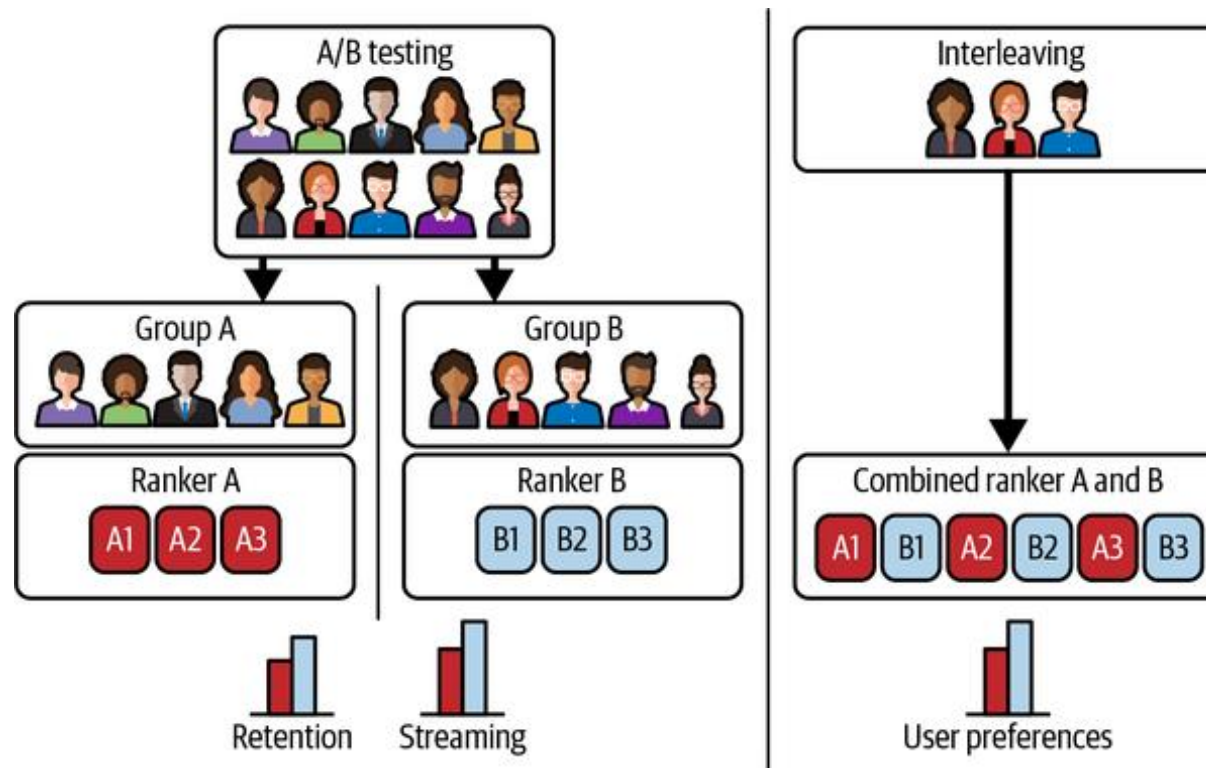 A/B testing
Interleaving
Group A
Group B
Ranker A
A1 A2 A3
Ranker B
B1 B2 B3
Combined ranker A and B
A1 B1 A2 B2 A3 B3
Retention
Streaming
User preferences